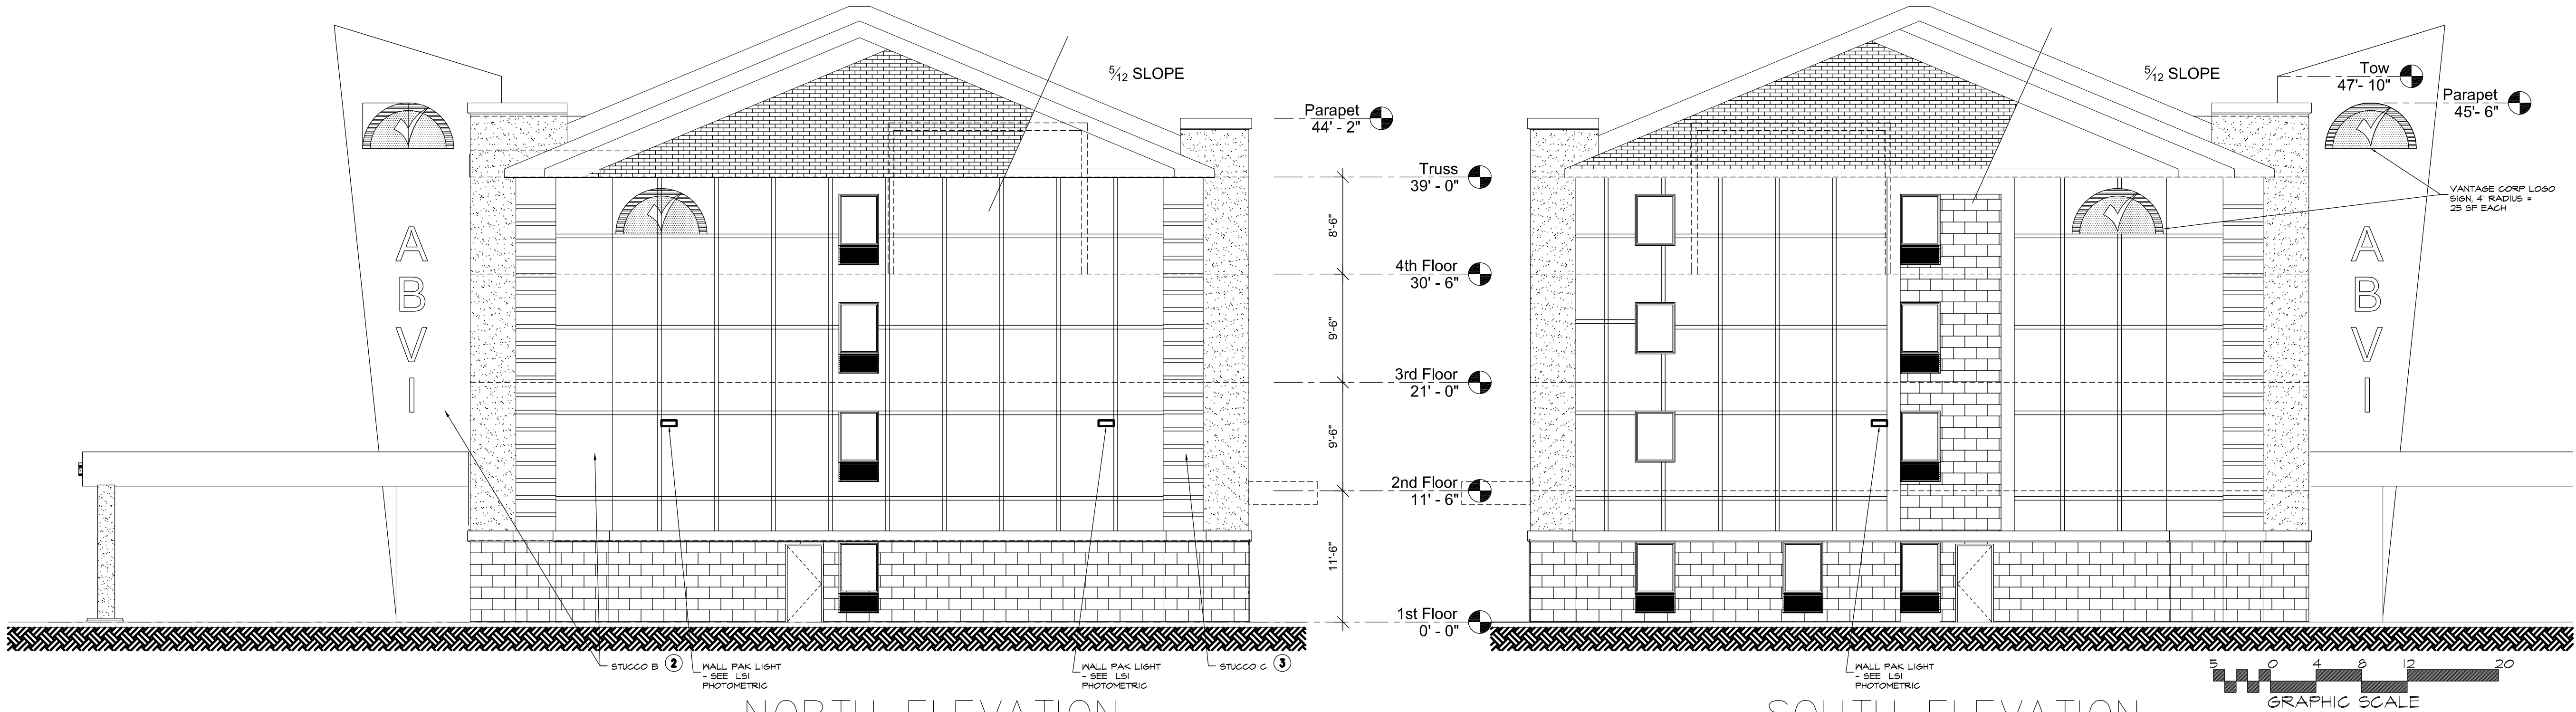 5/12 SLOPE
Parapet
44' - 2"
Truss
39' - 0"
8'-6"
4th Floor
30' - 6"
9'-6"
3rd Floor
21' - 0"
9'-6"
2nd Floor
11' - 6"
11'-6"
1st Floor
0' - 0"
A
B
V
I
STUCCO B 2
WALL PAK LIGHT
- SEE LSI
PHOTOMETRIC
WALL PAK LIGHT
- SEE LSI
PHOTOMETRIC
STUCCO C 3
NORTH ELEVATION
5/12 SLOPE
Tow
47'- 10"
Parapet
45'- 6"
VANTAGE CORP LOGO
SIGN, 4' RADIUS =
25 SF EACH
A
B
V
I
WALL PAK LIGHT
- SEE LSI
PHOTOMETRIC
SOUTH ELEVATION
5 0 4 8 12 20
GRAPHIC SCALE